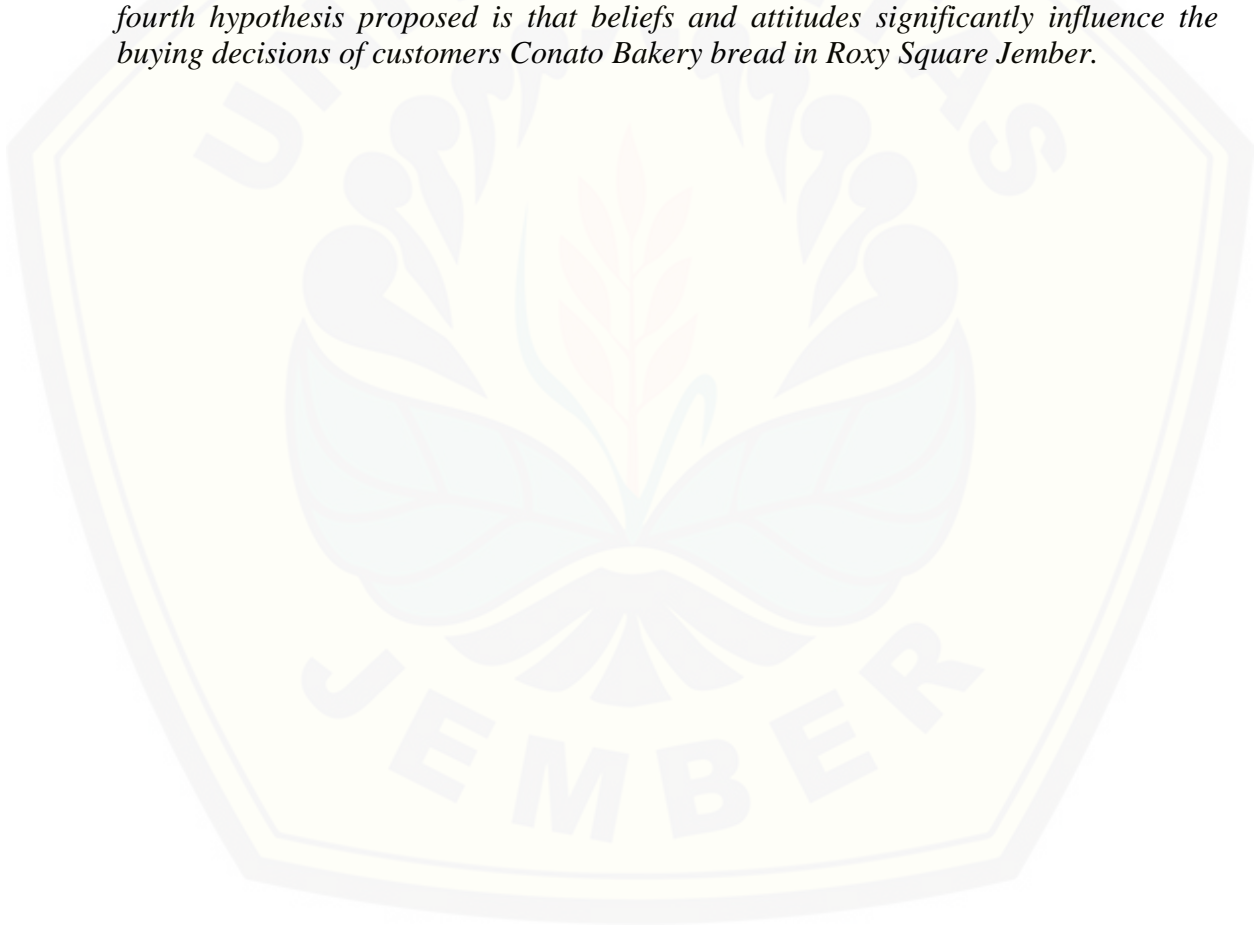 fourth hypothesis proposed is that beliefs and attitudes significantly influence the
buying decisions of customers Conato Bakery bread in Roxy Square Jember.
UNIVERSITAS
JEMBER